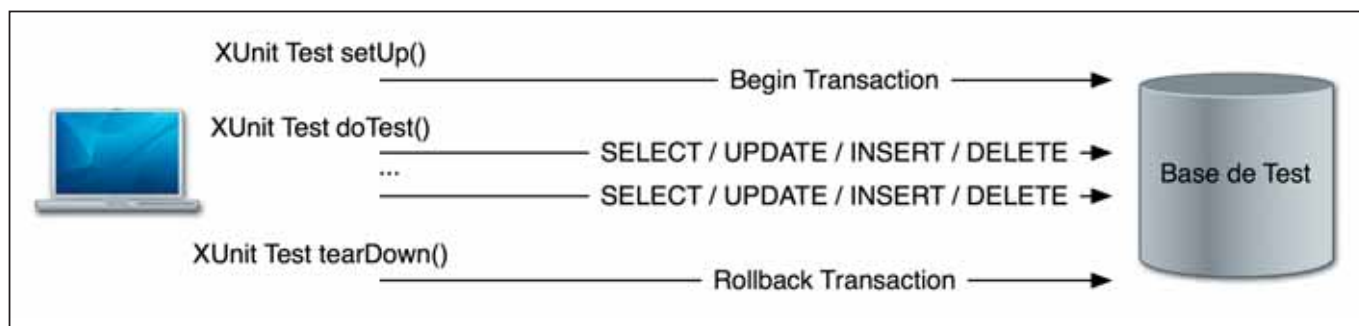 XUnit Test setUp()
Begin Transaction
XUnit Test doTest()
SELECT / UPDATE / INSERT / DELETE
...
SELECT / UPDATE / INSERT / DELETE
Base de Test
XUnit Test tearDown()
Rollback Transaction